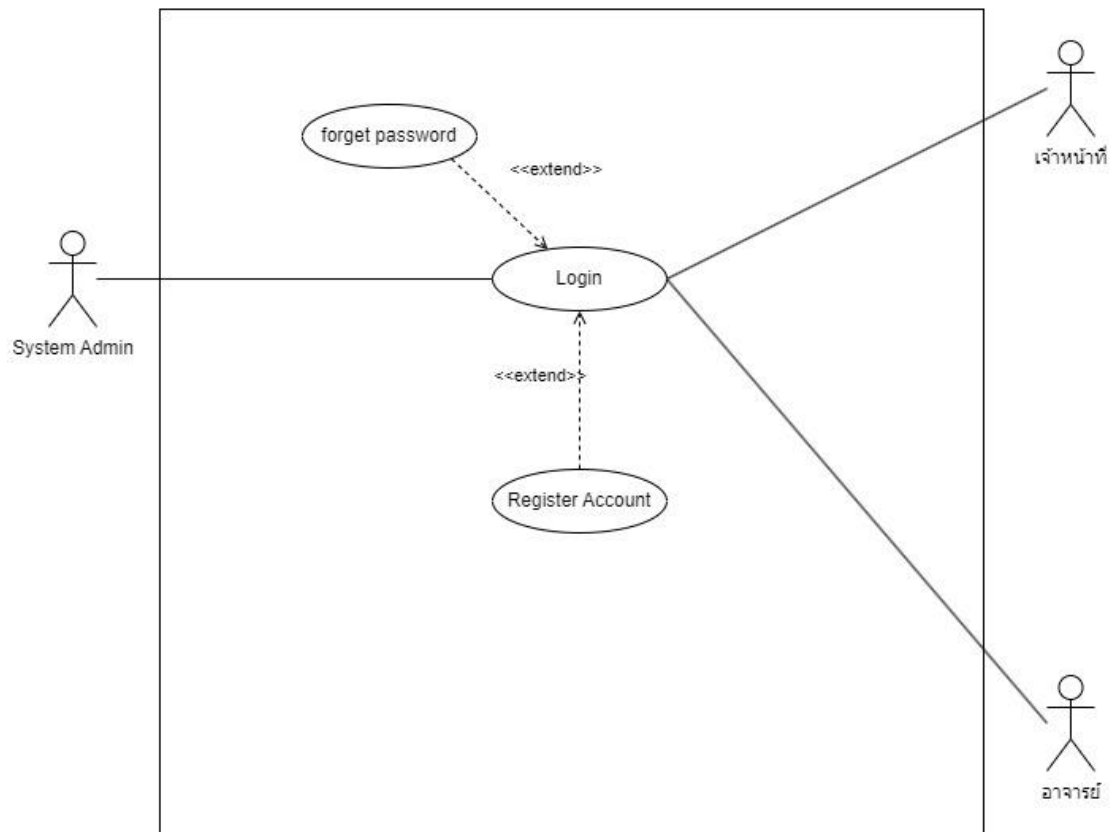 forget password
<<extend>>
เจ้าหน้าที่
Login
System Admin
<<extend>>
Register Account
อาจารย์